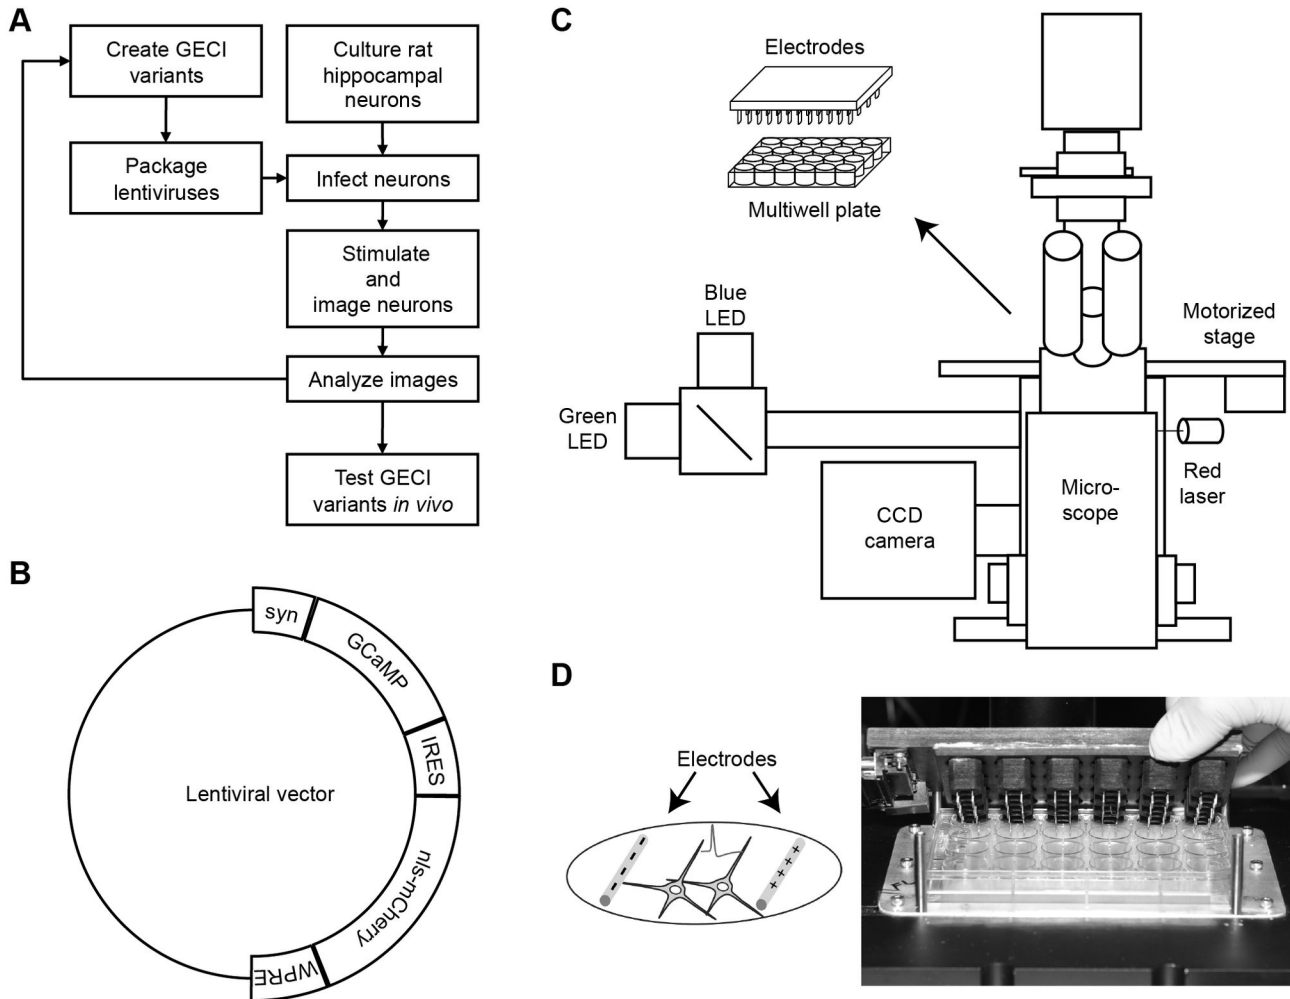 A
Create GECI
variants
Culture rat
hippocampal
neurons
Package
lentiviruses
Infect neurons
Stimulate
and
image neurons
Analyze images
Test GECI
variants in vivo
B
syn
GCaMP
IRES
nls-mCherry
WPRE
Lentiviral vector
C
Electrodes
Multiwell plate
Blue
LED
Green
LED
Motorized
stage
Red
laser
Micro-
scope
CCD
camera
D
Electrodes